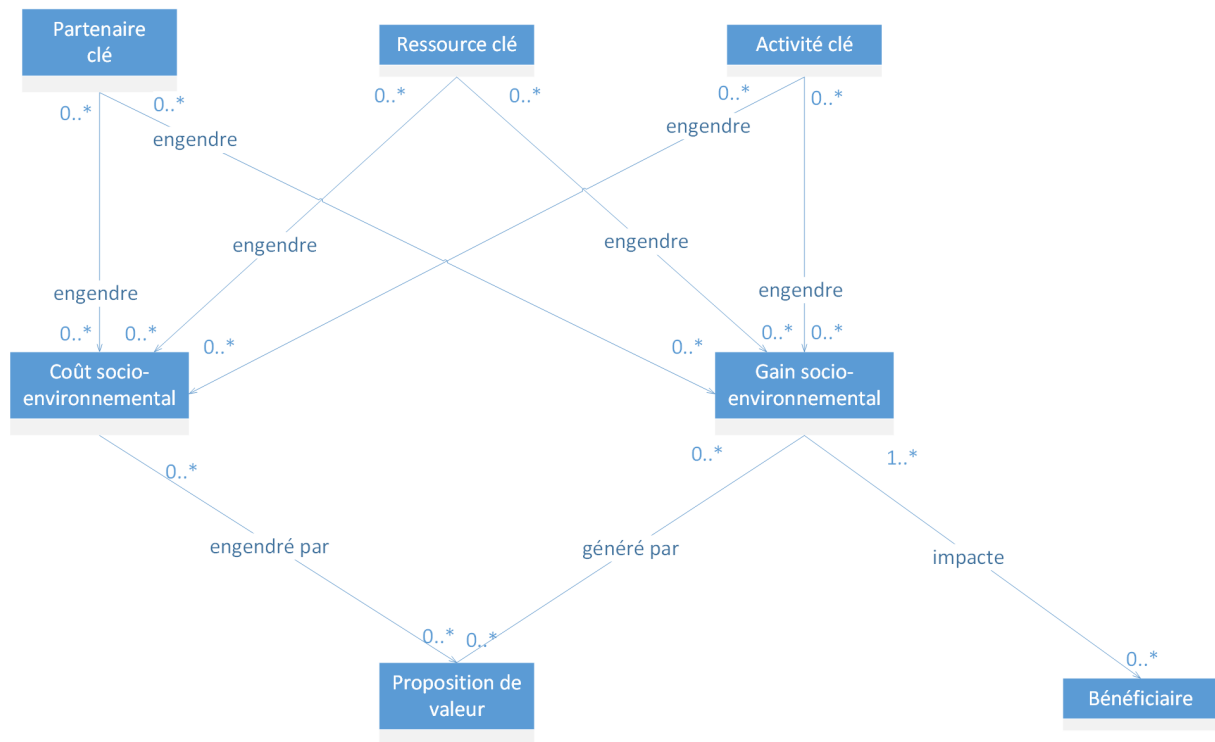 Partenaire
clé
Ressource clé
Activité clé
0..*
0..*
0..*
0..*
0..*
0..*
engendre
engendre
engendre
engendre
engendre
engendre
0..*
0..*
0..*
0..*
0..*
0..*
Coût socio-
environnemental
Gain socio-
environnemental
0..*
0..*
1..*
engendré par
généré par
impacte
0..*
0..*
0..*
Proposition de
valeur
Bénéficiaire